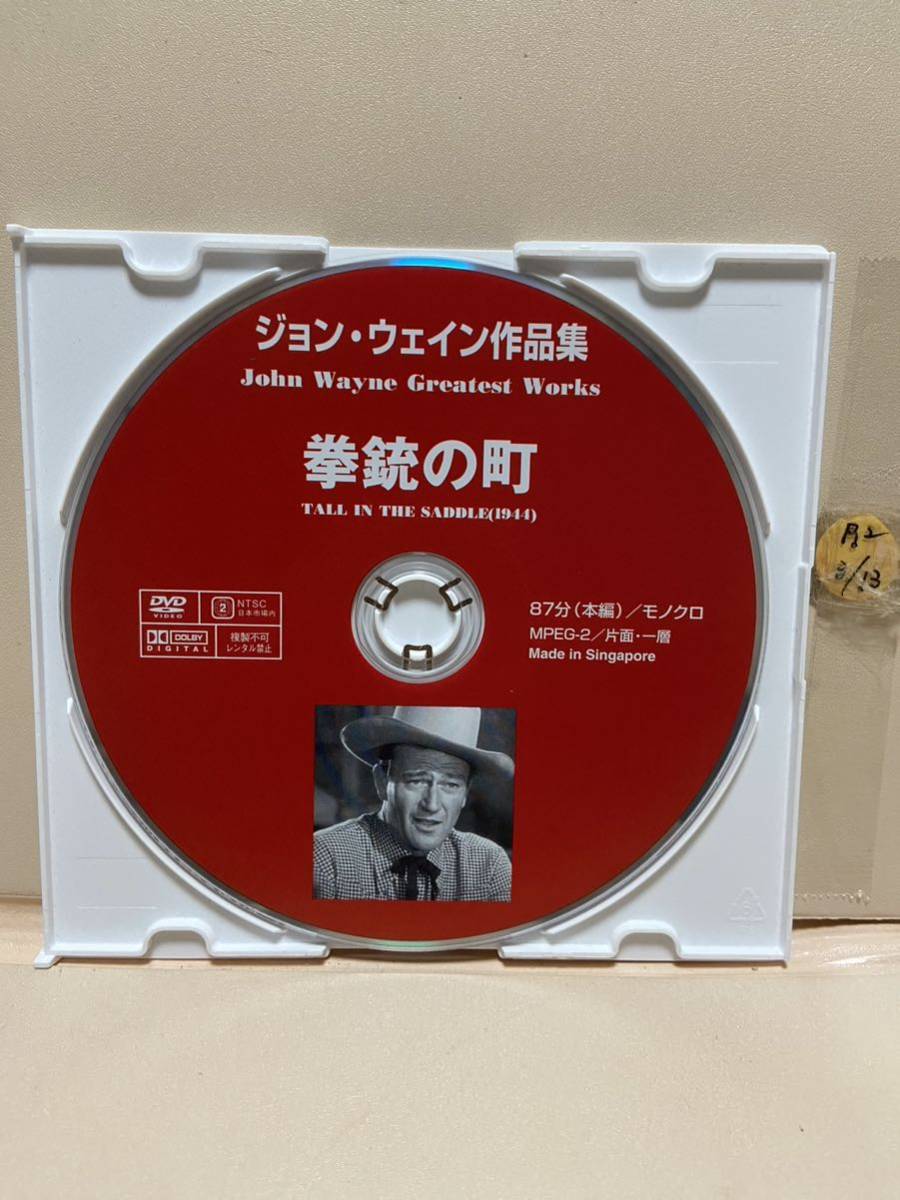 ジョン・ウェイン作品集
John Wayne Greatest Works
拳銃の町
TALL IN THE SADDLE(1944)
DVD
VIDEO
2
NTSC
日本市場内
DOLBY
DIGITAL
複製不可
レンタル禁止
87分(本編)/モノクロ
MPEG-2/片面・一層
Made in Singapore